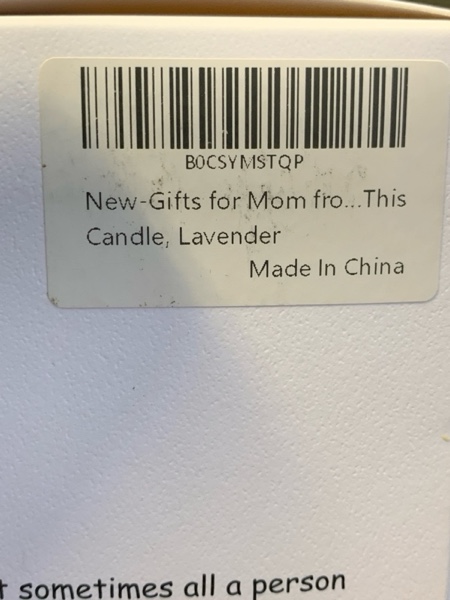 B0CSYMSTQP
New-Gifts for Mom fro...This
Candle, Lavender
Made In China
t sometimes all a person